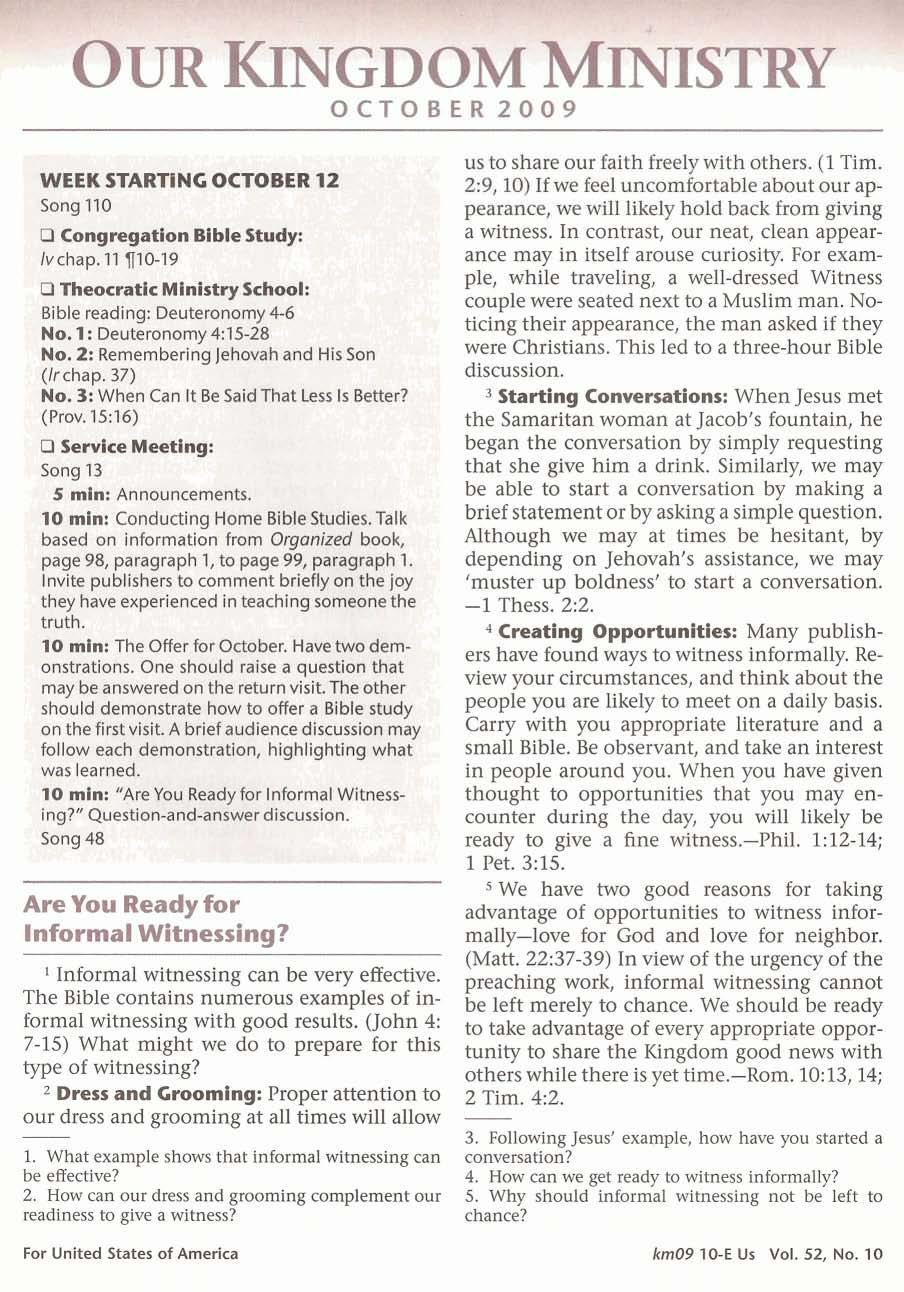 OUR KINGDOM MINISTRY
OCTOBER 2009
WEEK STARTING OCTOBER 12
Song 110
❑ Congregation Bible Study:
lv chap. 11 ¶10-19
❑ Theocratic Ministry School:
Bible reading: Deuteronomy 4-6
No. 1: Deuteronomy 4:15-28
No. 2: Remembering Jehovah and His Son
(lr chap. 37)
No. 3: When Can It Be Said That Less Is Better?
(Prov. 15:16)
❑ Service Meeting:
Song 13
5 min: Announcements.
10 min: Conducting Home Bible Studies. Talk
based on information from Organized book,
page 98, paragraph 1, to page 99, paragraph 1.
Invite publishers to comment briefly on the joy
they have experienced in teaching someone the
truth.
10 min: The Offer for October. Have two dem-
onstrations. One should raise a question that
may be answered on the return visit. The other
should demonstrate how to offer a Bible study
on the first visit. A brief audience discussion may
follow each demonstration, highlighting what
was learned.
10 min: "Are You Ready for Informal Witness-
ing?" Question-and-answer discussion.
Song 48
Are You Ready for
Informal Witnessing?
1 Informal witnessing can be very effective.
The Bible contains numerous examples of in-
formal witnessing with good results. (John 4:
7-15) What might we do to prepare for this
type of witnessing?
2 Dress and Grooming: Proper attention to
our dress and grooming at all times will allow
1. What example shows that informal witnessing can
be effective?
2. How can our dress and grooming complement our
readiness to give a witness?
us to share our faith freely with others. (1 Tim.
2:9, 10) If we feel uncomfortable about our ap-
pearance, we will likely hold back from giving
a witness. In contrast, our neat, clean appear-
ance may in itself arouse curiosity. For exam-
ple, while traveling, a well-dressed Witness
couple were seated next to a Muslim man. No-
ticing their appearance, the man asked if they
were Christians. This led to a three-hour Bible
discussion.
3 Starting Conversations: When Jesus met
the Samaritan woman at Jacob's fountain, he
began the conversation by simply requesting
that she give him a drink. Similarly, we may
be able to start a conversation by making a
brief statement or by asking a simple question.
Although we may at times be hesitant, by
depending on Jehovah's assistance, we may
'muster up boldness' to start a conversation.
—1 Thess. 2:2.
4 Creating Opportunities: Many publish-
ers have found ways to witness informally. Re-
view your circumstances, and think about the
people you are likely to meet on a daily basis.
Carry with you appropriate literature and a
small Bible. Be observant, and take an interest
in people around you. When you have given
thought to opportunities that you may en-
counter during the day, you will likely be
ready to give a fine witness.—Phil. 1:12-14;
1 Pet. 3:15.
5 We have two good reasons for taking
advantage of opportunities to witness infor-
mally—love for God and love for neighbor.
(Matt. 22:37-39) In view of the urgency of the
preaching work, informal witnessing cannot
be left merely to chance. We should be ready
to take advantage of every appropriate oppor-
tunity to share the Kingdom good news with
others while there is yet time.—Rom. 10:13, 14;
2 Tim. 4:2.
3. Following Jesus' example, how have you started a
conversation?
4. How can we get ready to witness informally?
5. Why should informal witnessing not be left to
chance?
For United States of America
km09 10-E Us Vol. 52, No. 10